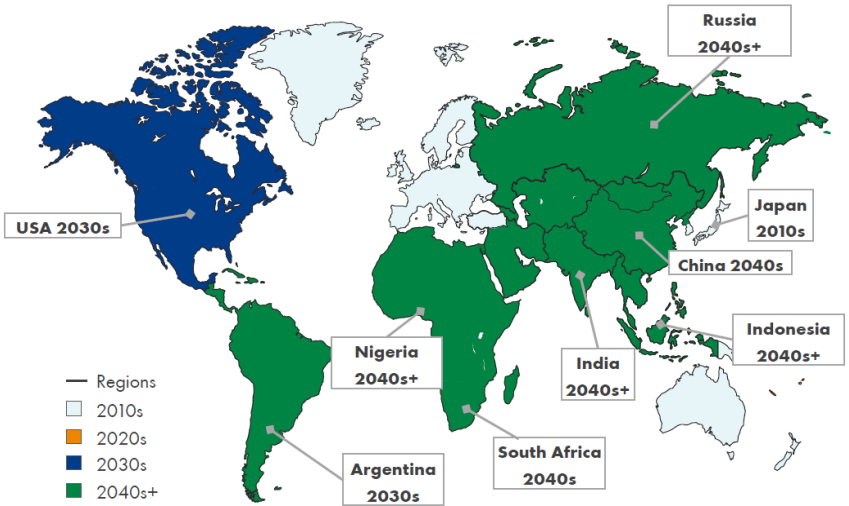 Russia
2040s+
Japan
2010s
USA 2030s
China 2040s
Indonesia
2040s+
Nigeria
2040s+
India
2040s+
South Africa
2040s
Argentina
2030s
Regions
2010s
2020s
2030s
2040s+